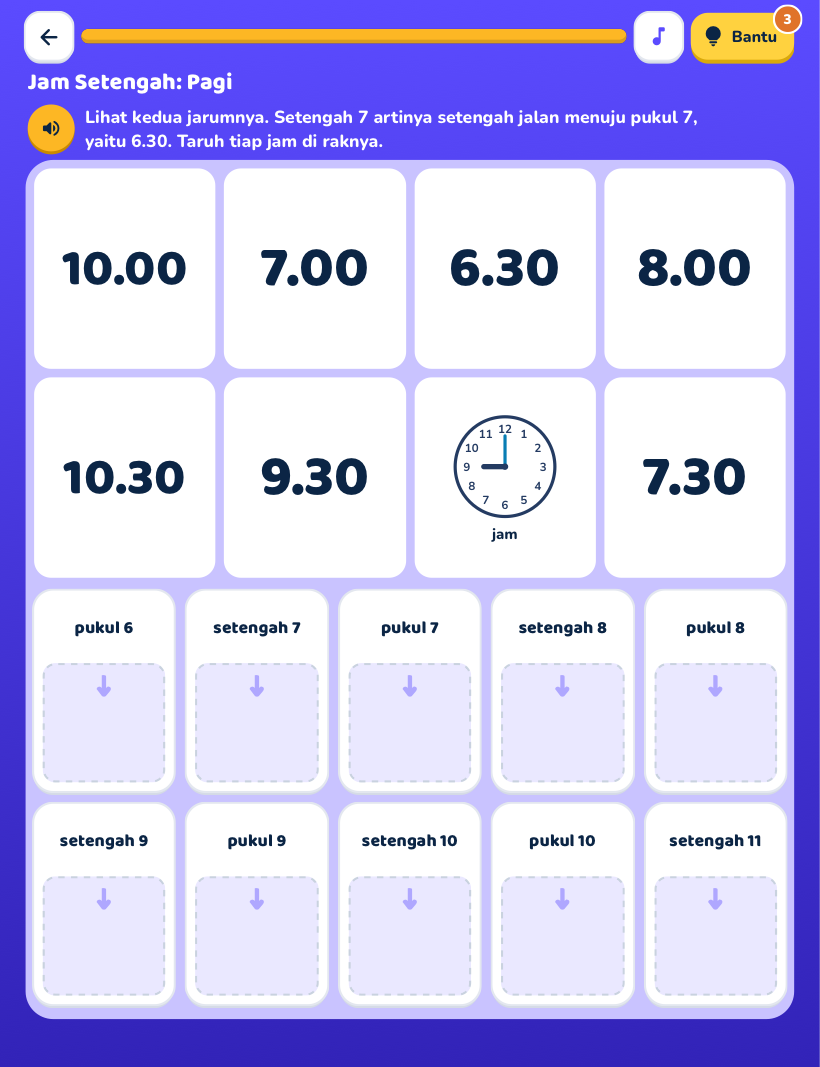 3
Bantu
Jam Setengah: Pagi
Lihat kedua jarumnya. Setengah 7 artinya setengah jalan menuju pukul 7,
yaitu 6.30. Taruh tiap jam di raknya.
10.00
7.00
6.30
8.00
10.30
9.30
12
1
2
3
4
5
6
7
8
9
10
11
jam
7.30
pukul 6
setengah 7
pukul 7
setengah 8
pukul 8
setengah 9
pukul 9
setengah 10
pukul 10
setengah 11